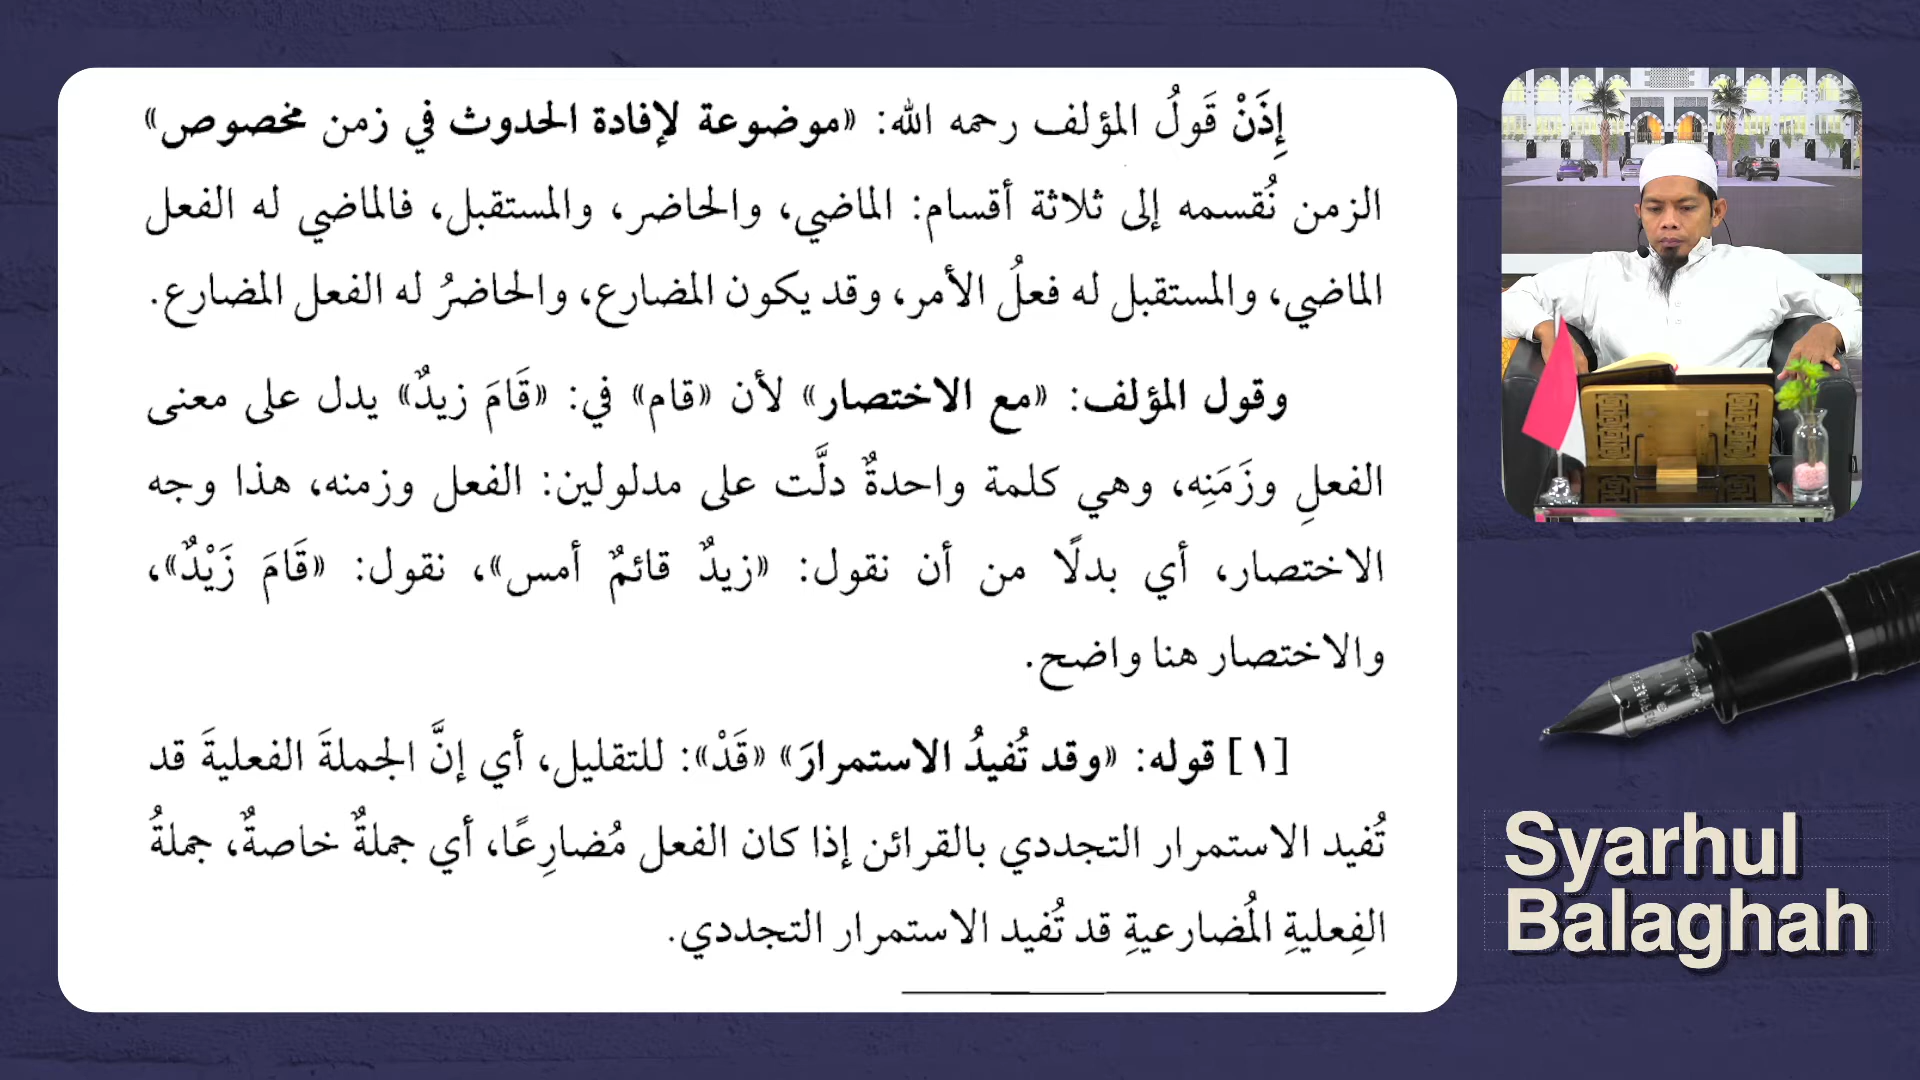 إِذَنْ قَولُ المؤلف رحمه الله: «موضوعة لإفادة الحدوث في زمن مخصوص»
الزمن نُقسمه إلى ثلاثة أقسام: الماضي، والحاضر، والمستقبل، فالماضي له الفعل
الماضي، والمستقبل له فعلُ الأمر، وقد يكون المضارع، والحاضرُ له الفعل المضارع.
وقول المؤلف: «مع الاختصار» لأن «قام» في: «قَامَ زيدٌ» يدل على معنى
الفعلِ وزَمَنِه، وهي كلمة واحدةٌ دلَّت على مدلولين: الفعل وزمنه، هذا وجه
الاختصار، أي بدلًا من أن نقول: «زيدٌ قائمٌ أمس»، نقول: «قَامَ زَيْدٌ»،
والاختصار هنا واضح.
[١] قوله: «وقد تُفيدُ الاستمرارَ» «قَدْ»: للتقليل، أي إنَّ الجملةَ الفعليةَ قد
تُفيد الاستمرار التجددي بالقرائن إذا كان الفعل مُضارِعًا، أي جملةٌ خاصةٌ، جملةُ
الفِعليةِ المُضارعيةِ قد تُفيد الاستمرار التجددي.
Syarhul
Balaghah